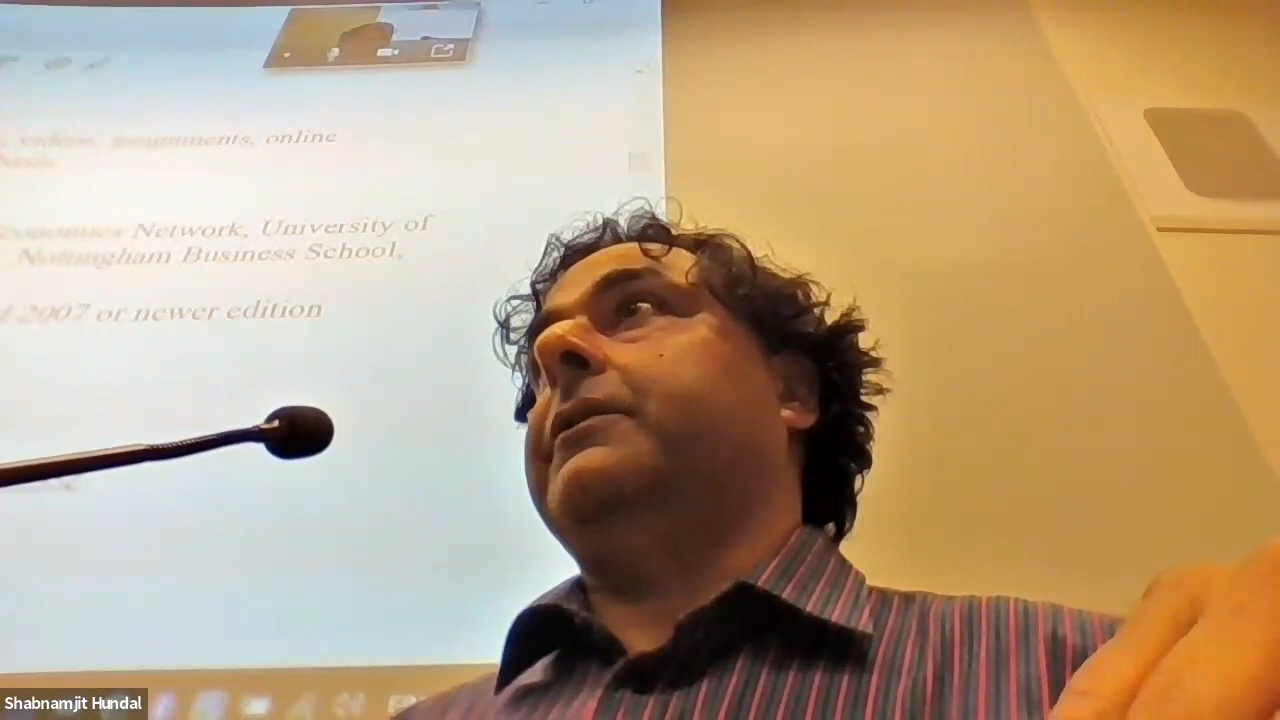 videos, assignments, online
Economics Network, University of
Nottingham Business School,
2007 or newer edition
Shabnamjit Hundal